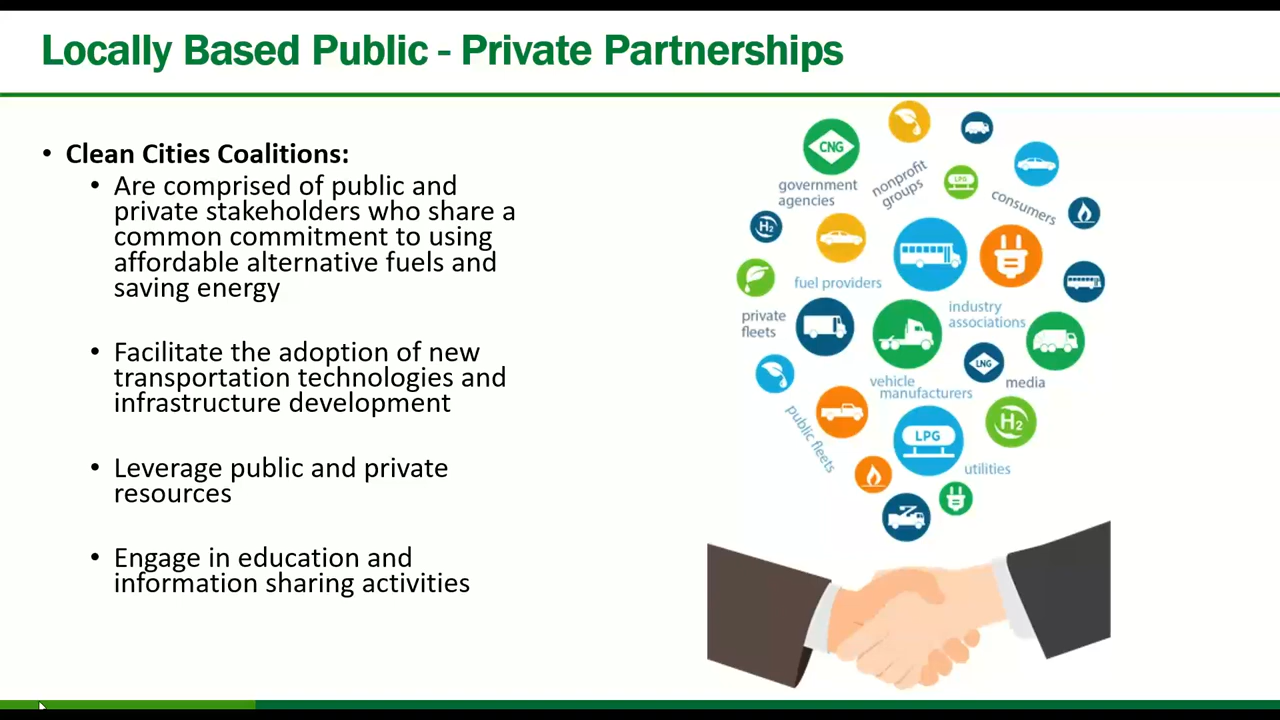 Locally Based Public - Private Partnerships
• Clean Cities Coalitions:
• Are comprised of public and
private stakeholders who share a
common commitment to using
affordable alternative fuels and
saving energy
• Facilitate the adoption of new
transportation technologies and
infrastructure development
• Leverage public and private
resources
• Engage in education and
information sharing activities
CNG
government
agencies
nonprofit
groups
LPG
consumers
H2
fuel providers
private
fleets
industry
associations
LNG
vehicle
manufacturers
media
public fleets
LPG
H2
utilities